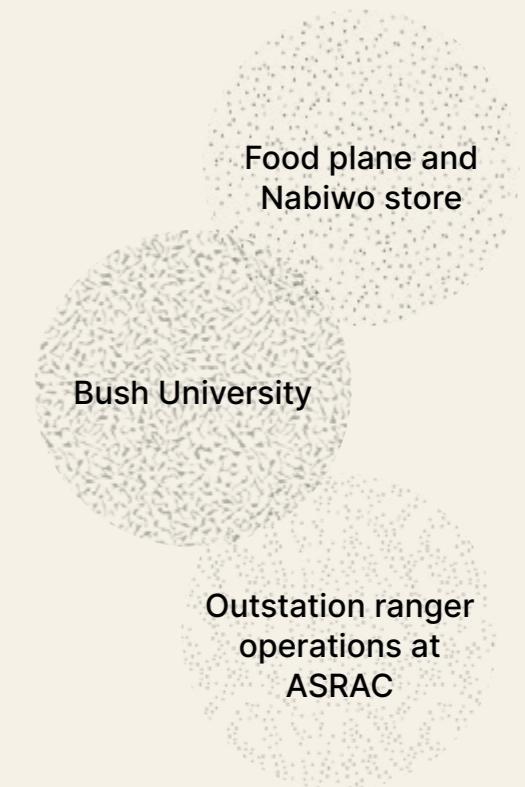 Food plane and
Nabiwo store
Bush University
Outstation ranger
operations at
ASRAC